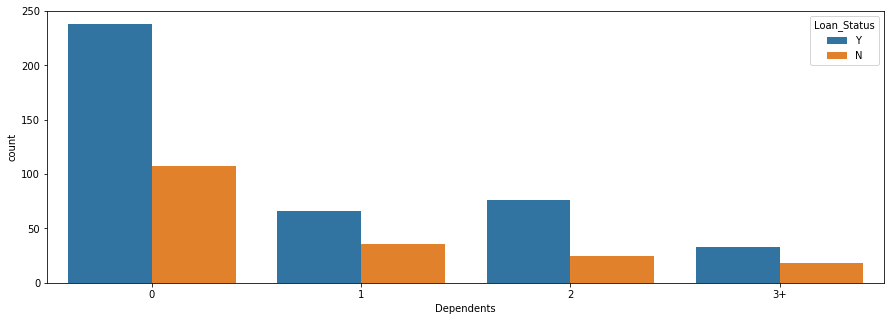 250
200
150
100
50
0
count
0 1 2 3+
Dependents
Loan_Status
Y
N